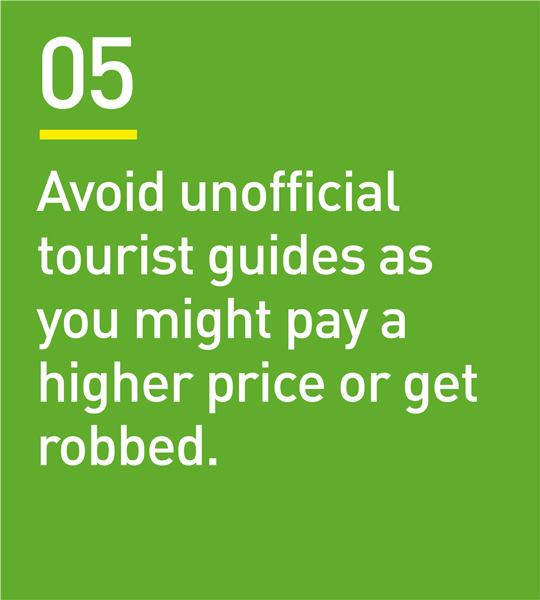 05
Avoid unofficial
tourist guides as
you might pay a
higher price or get
robbed.